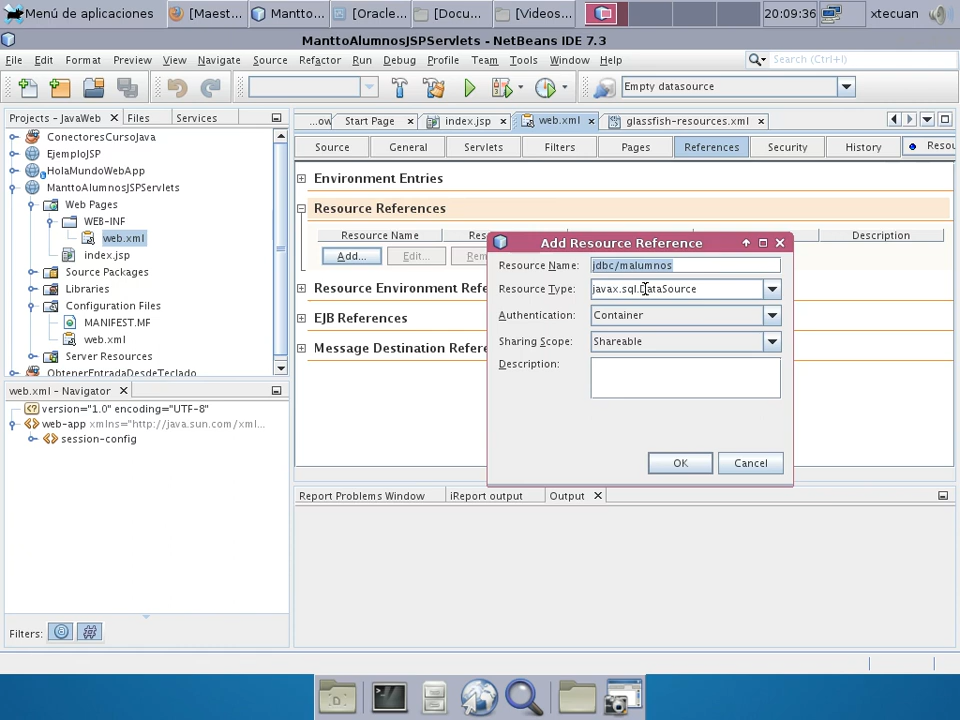 Menú de aplicaciones
[Maest...
Mantto...
[Oracle...
[Docu...
[Videos...
20:09:36
xtecuan
ManttoAlumnosJSPServlets - NetBeans IDE 7.3
File Edit Format Preview View Navigate Source Refactor Run Debug Profile Team Tools Window Help
Search (Ctrl+I)
Empty datasource
Projects - JavaWeb
Files
Services
...ow
Start Page
index.jsp
web.xml
glassfish-resources.xml
Source General Servlets Filters Pages References Security History Resou
ConectoresCursoJava
EjemploJSP
HolaMundoWebApp
ManttoAlumnosJSPServlets
Web Pages
WEB-INF
web.xml
index.jsp
Source Packages
Libraries
Configuration Files
MANIFEST.MF
web.xml
Server Resources
ObtenerEntradaDesdeTeclado
Environment Entries
Resource References
Resource Name
Res
Description
Add...
Edit...
Rem
Resource Environment Refe
EJB References
Message Destination Refere
Add Resource Reference
Resource Name: jdbc/malumnos
Resource Type: javax.sql.DataSource
Authentication: Container
Sharing Scope: Shareable
Description:
OK
Cancel
web.xml - Navigator
version="1.0" encoding="UTF-8"
web-app xmlns="http://java.sun.com/xml...
session-config
Filters:
Report Problems Window
iReport output
Output